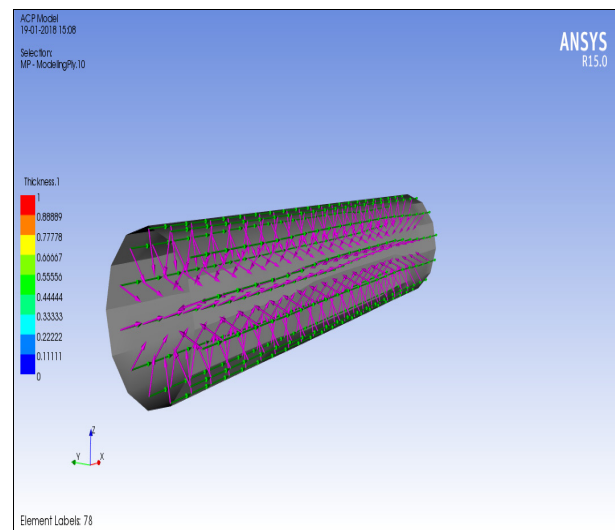 ACP Model
19-01-2018 15:08
Selection:
MP - ModelingPly.10
ANSYS
R15.0
Thickness.1
1
0.88889
0.77778
0.66667
0.55556
0.44444
0.33333
0.22222
0.11111
0
Z
Y
X
Element Labels: 78